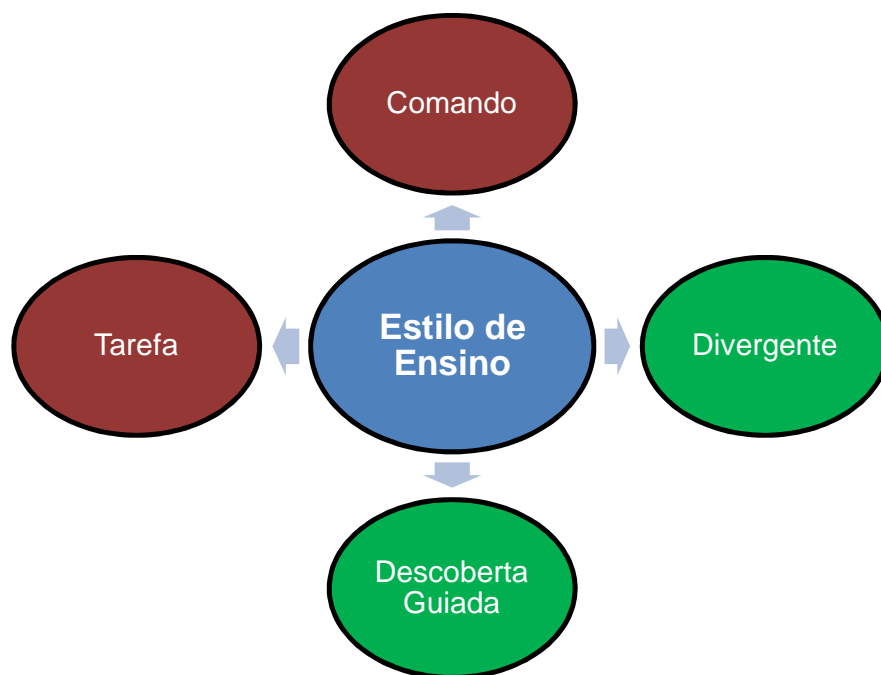 Comando
Tarefa
Estilo de
Ensino
Divergente
Descoberta
Guiada